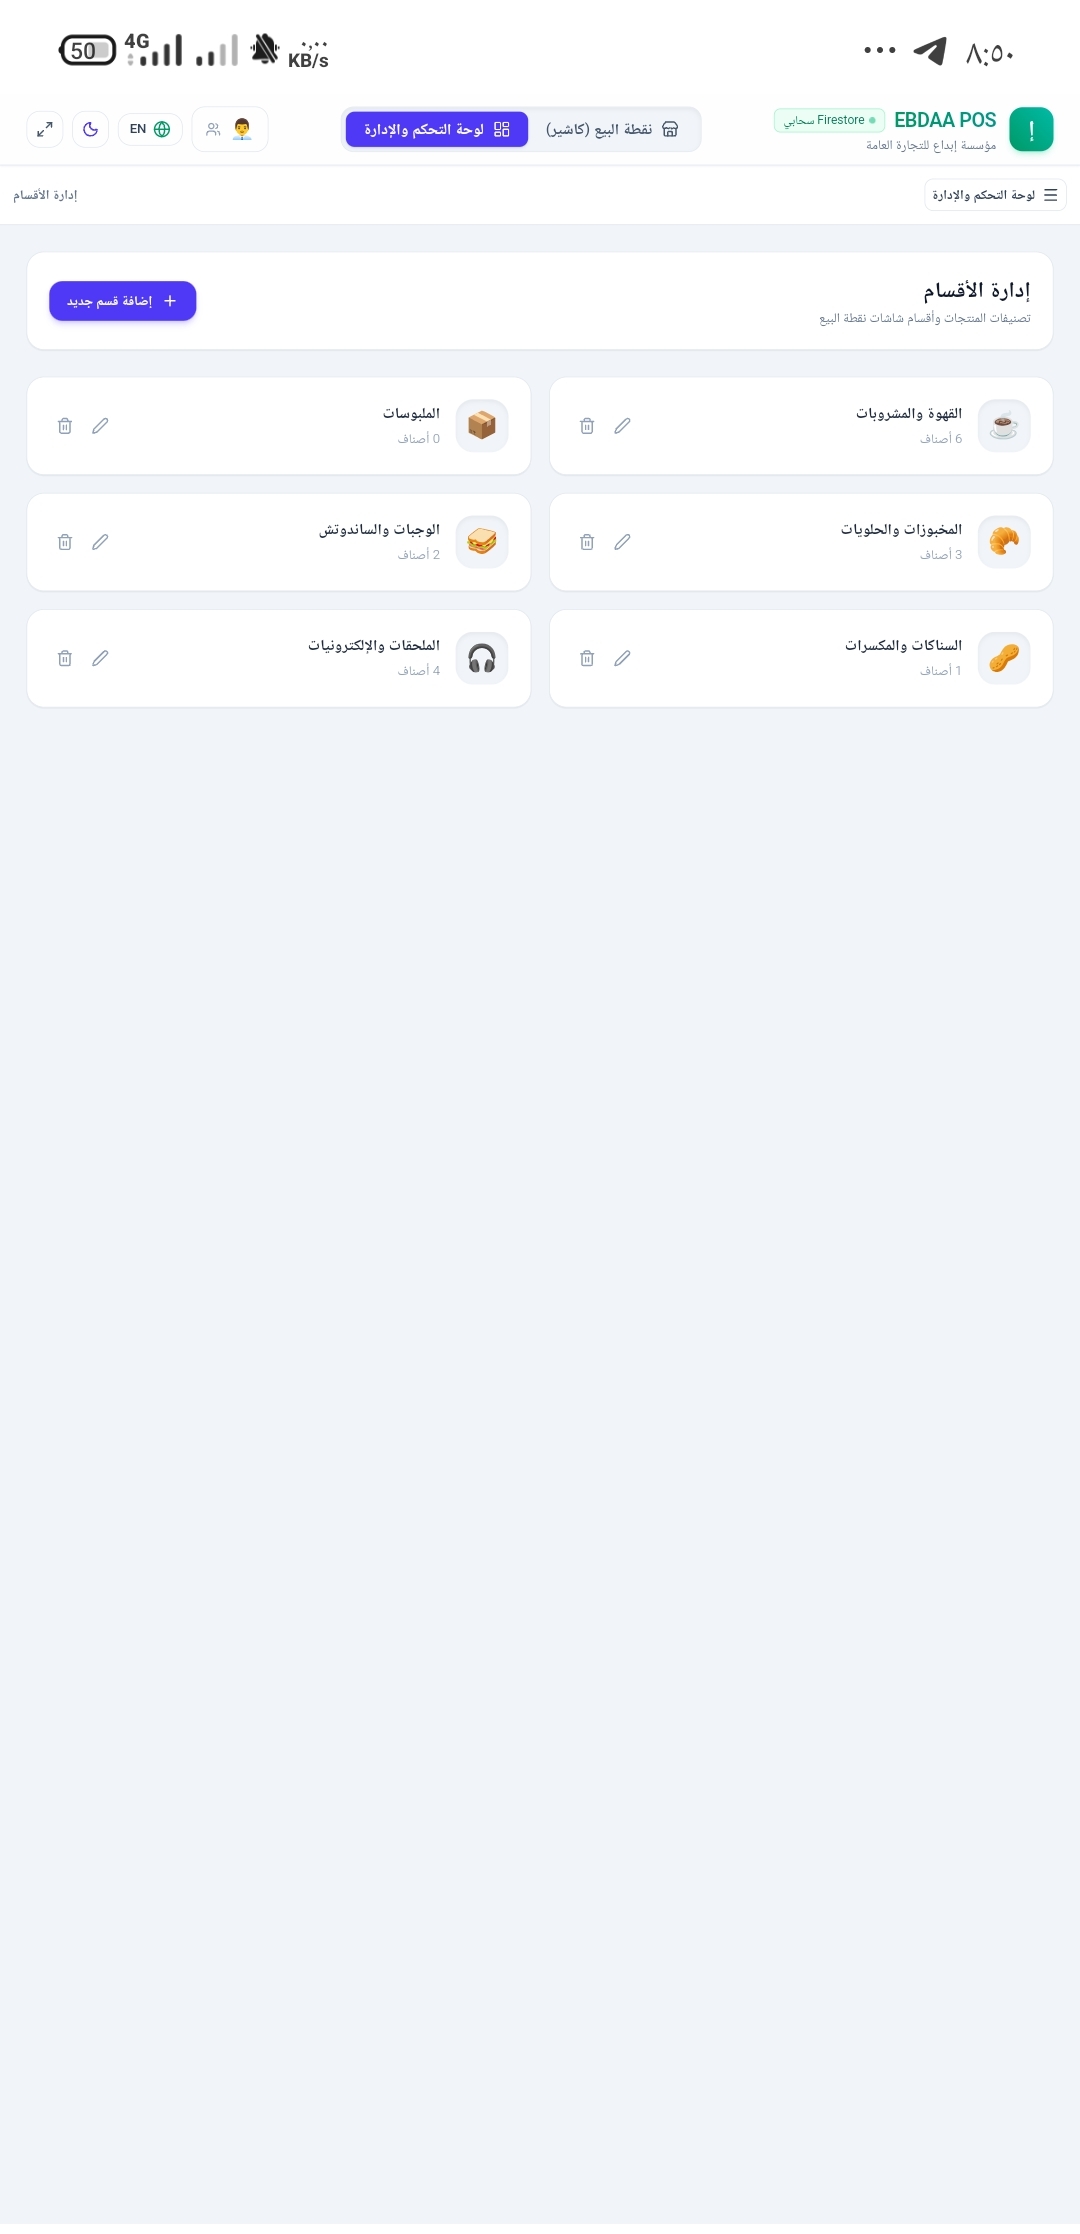 ٨:٥٠
50 4G ٠,٠٠ KB/s
إ
EBDAA POS
Firestore سحابي
مؤسسة إبداع للتجارة العامة
نقطة البيع (كاشير)
لوحة التحكم والإدارة
EN
لوحة التحكم والإدارة
إدارة الأقسام
إدارة الأقسام
تصنيفات المنتجات وأقسام شاشات نقطة البيع
إضافة قسم جديد
القهوة والمشروبات
6 أصناف
الملبوسات
0 أصناف
المخبوزات والحلويات
3 أصناف
الوجبات والساندوتش
2 أصناف
السناكات والمكسرات
1 أصناف
الملحقات والإلكترونيات
4 أصناف